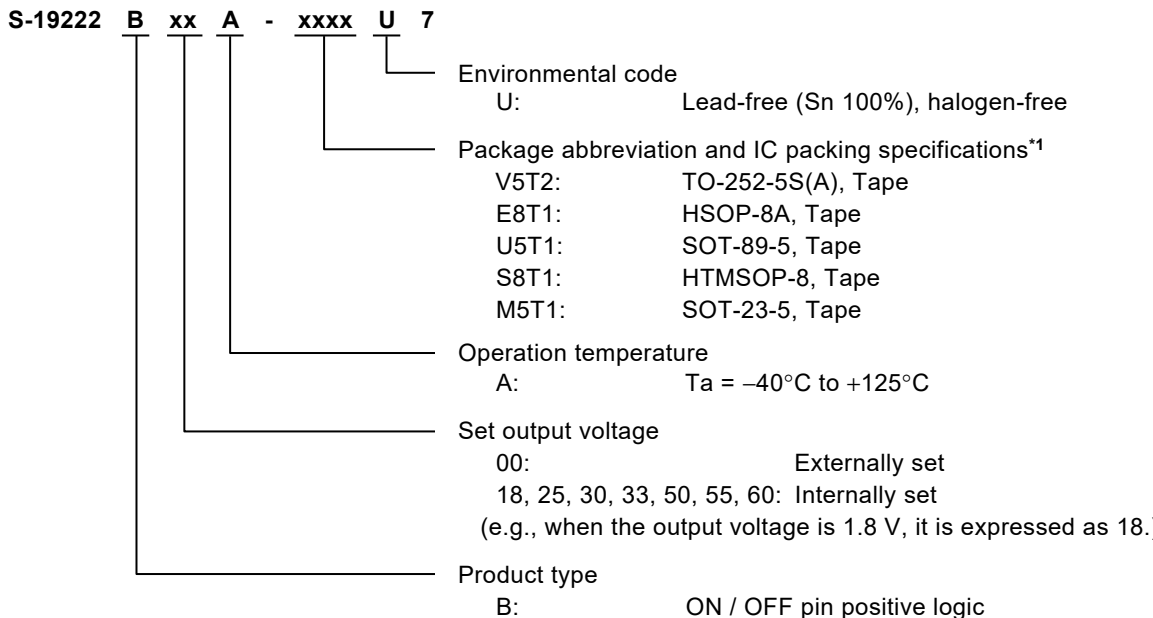 S-19222 B xx A - xxxx U 7
Environmental code
U: Lead-free (Sn 100%), halogen-free
Package abbreviation and IC packing specifications*1
V5T2: TO-252-5S(A), Tape
E8T1: HSOP-8A, Tape
U5T1: SOT-89-5, Tape
S8T1: HTMSOP-8, Tape
M5T1: SOT-23-5, Tape
Operation temperature
A: Ta = −40°C to +125°C
Set output voltage
00: Externally set
18, 25, 30, 33, 50, 55, 60: Internally set
(e.g., when the output voltage is 1.8 V, it is expressed as 18.)
Product type
B: ON / OFF pin positive logic